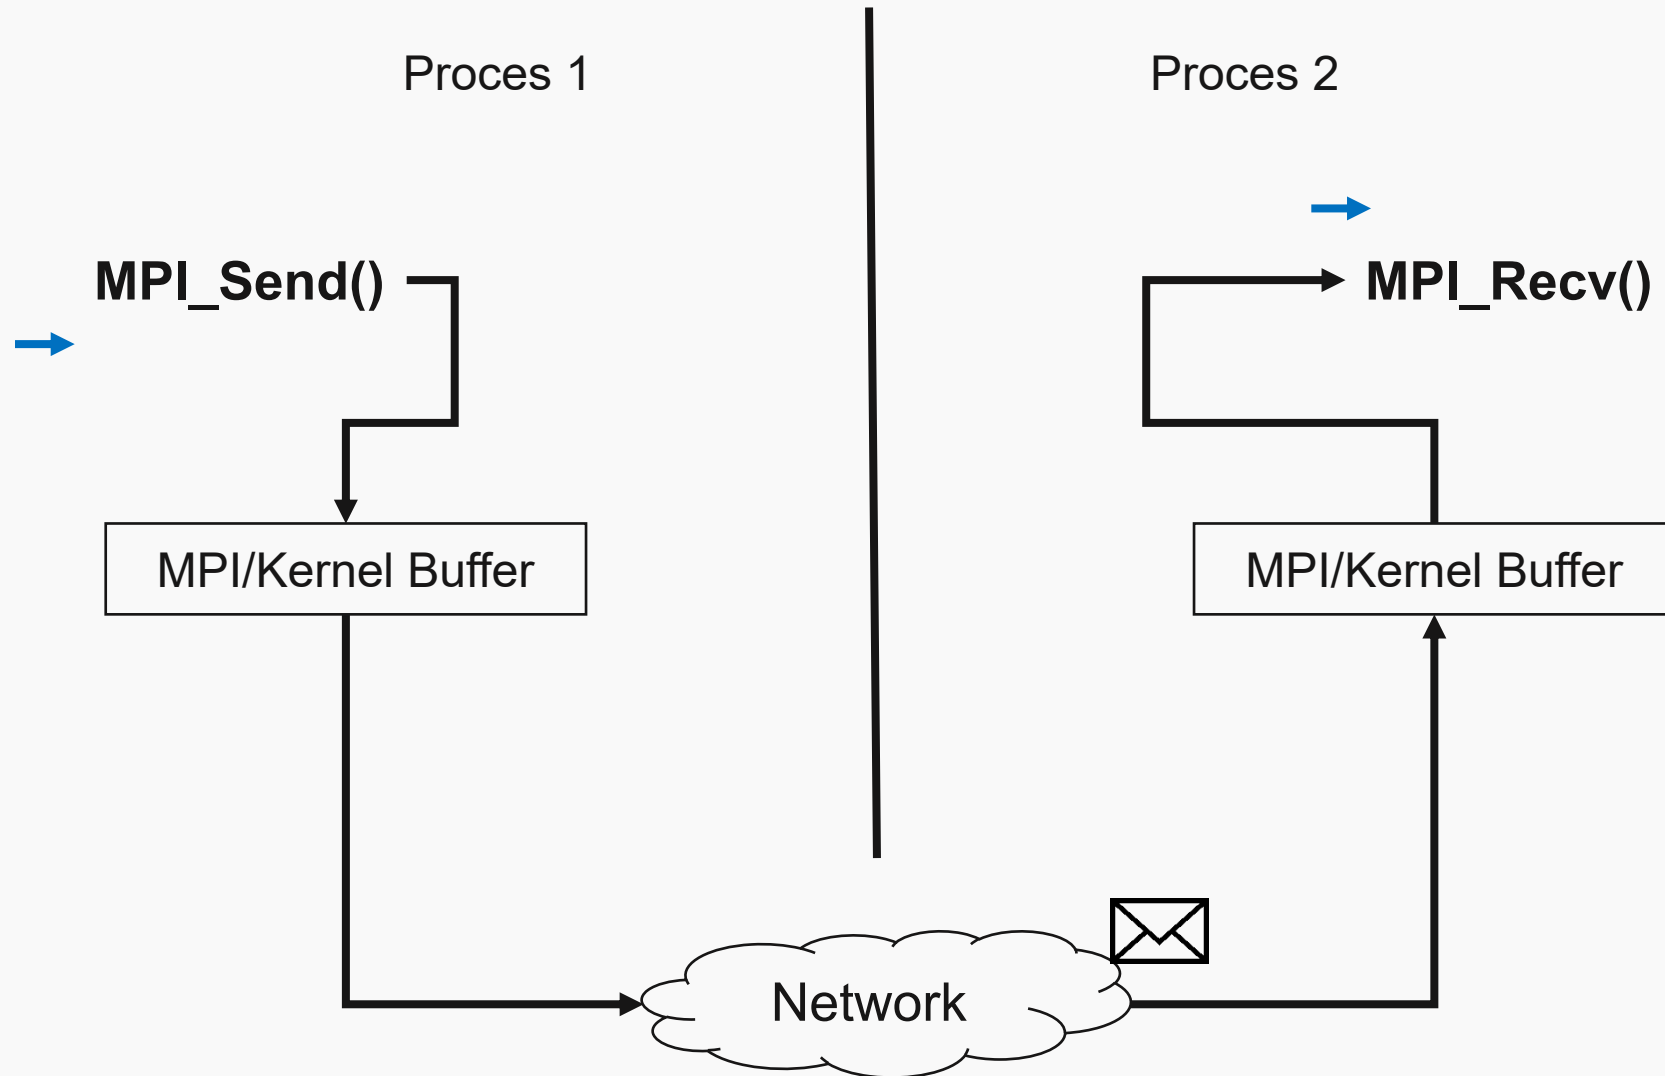 Proces 1
Proces 2
MPI_Send()
MPI_Recv()
MPI/Kernel Buffer
MPI/Kernel Buffer
Network